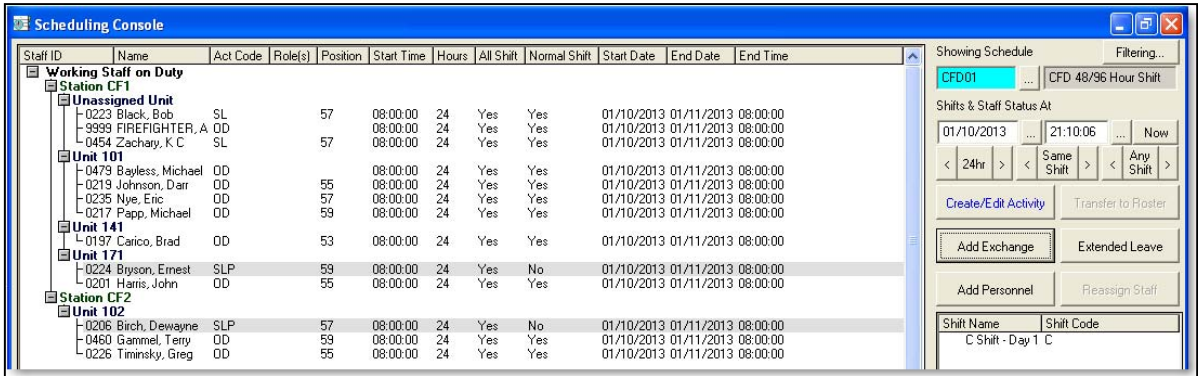 Scheduling Console
Staff ID Name Act Code Role(s) Position Start Time Hours All Shift Normal Shift Start Date End Date End Time
Working Staff on Duty
Station CF1
Unassigned Unit
0223 Black, Bob SL 57 08:00:00 24 Yes Yes 01/10/2013 01/11/2013 08:00:00
9999 FIREFIGHTER, A OD 08:00:00 24 Yes Yes 01/10/2013 01/11/2013 08:00:00
0454 Zachary, K C SL 57 08:00:00 24 Yes Yes 01/10/2013 01/11/2013 08:00:00
Unit 101
0479 Bayless, Michael OD 08:00:00 24 Yes Yes 01/10/2013 01/11/2013 08:00:00
0219 Johnson, Darr OD 55 08:00:00 24 Yes Yes 01/10/2013 01/11/2013 08:00:00
0235 Nye, Eric OD 57 08:00:00 24 Yes Yes 01/10/2013 01/11/2013 08:00:00
0217 Papp, Michael OD 59 08:00:00 24 Yes Yes 01/10/2013 01/11/2013 08:00:00
Unit 141
0197 Carico, Brad OD 53 08:00:00 24 Yes Yes 01/10/2013 01/11/2013 08:00:00
Unit 171
0224 Bryson, Ernest SLP 59 08:00:00 24 Yes No 01/10/2013 01/11/2013 08:00:00
0201 Harris, John OD 55 08:00:00 24 Yes Yes 01/10/2013 01/11/2013 08:00:00
Station CF2
Unit 102
0206 Birch, Dewayne SLP 57 08:00:00 24 Yes No 01/10/2013 01/11/2013 08:00:00
0460 Gammel, Terry OD 59 08:00:00 24 Yes Yes 01/10/2013 01/11/2013 08:00:00
0226 Timinsky, Greg OD 55 08:00:00 24 Yes Yes 01/10/2013 01/11/2013 08:00:00
Showing Schedule Filtering...
CFD01 ... CFD 48/96 Hour Shift
Shifts & Staff Status At
01/10/2013 ... 21:10:06 ... Now
< 24hr > < Same Shift > < Any Shift >
Create/Edit Activity Transfer to Roster
Add Exchange Extended Leave
Add Personnel Reassign Staff
Shift Name Shift Code
C Shift - Day 1 C